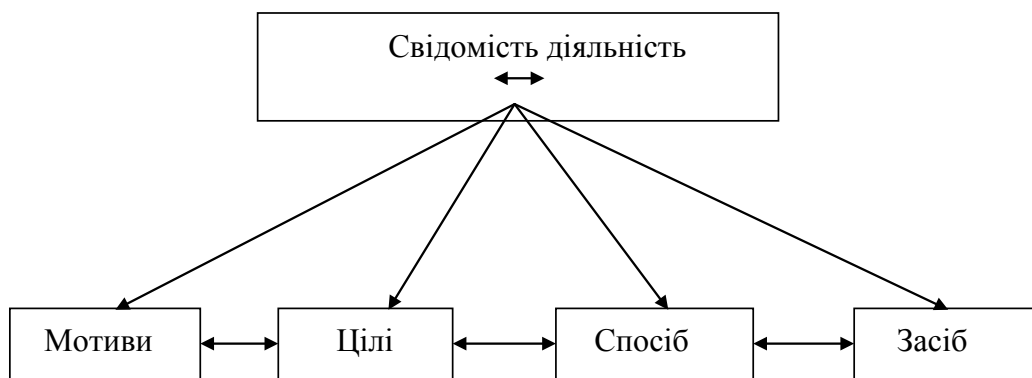 Свідомість діяльність
Мотиви
Цілі
Спосіб
Засіб